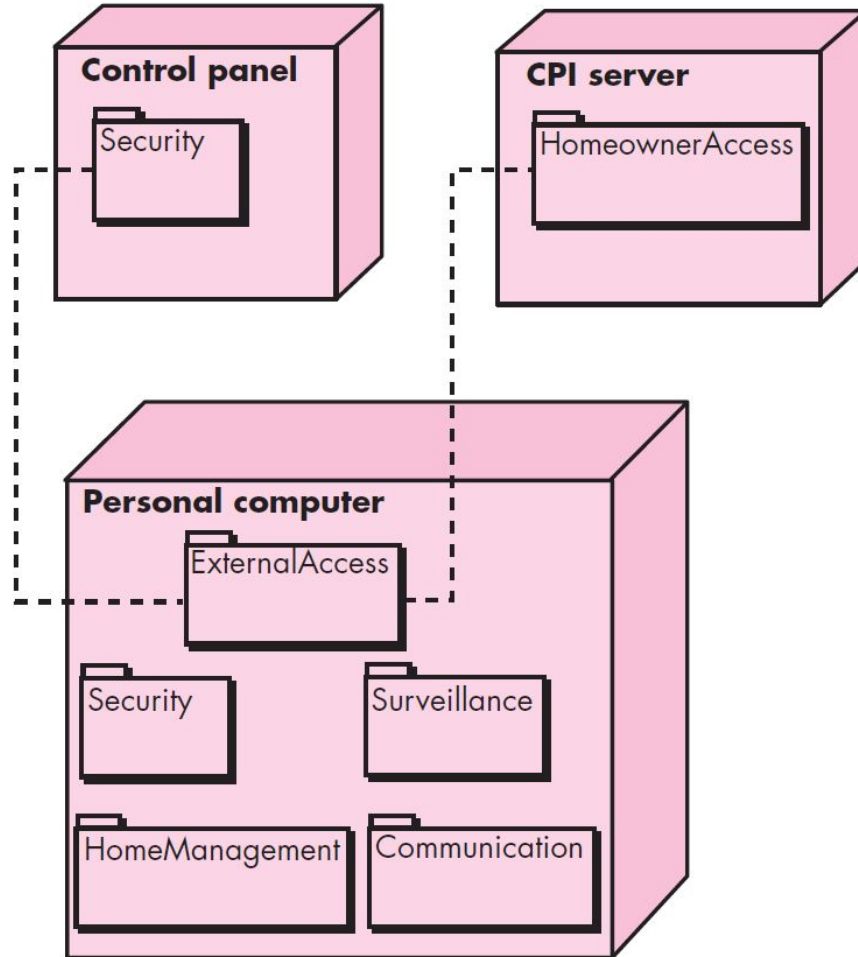 Control panel
Security
CPI server
HomeownerAccess
Personal computer
ExternalAccess
Security
Surveillance
HomeManagement
Communication